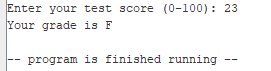 Enter your test score (0-100): 23
Your grade is F
-- program is finished running --